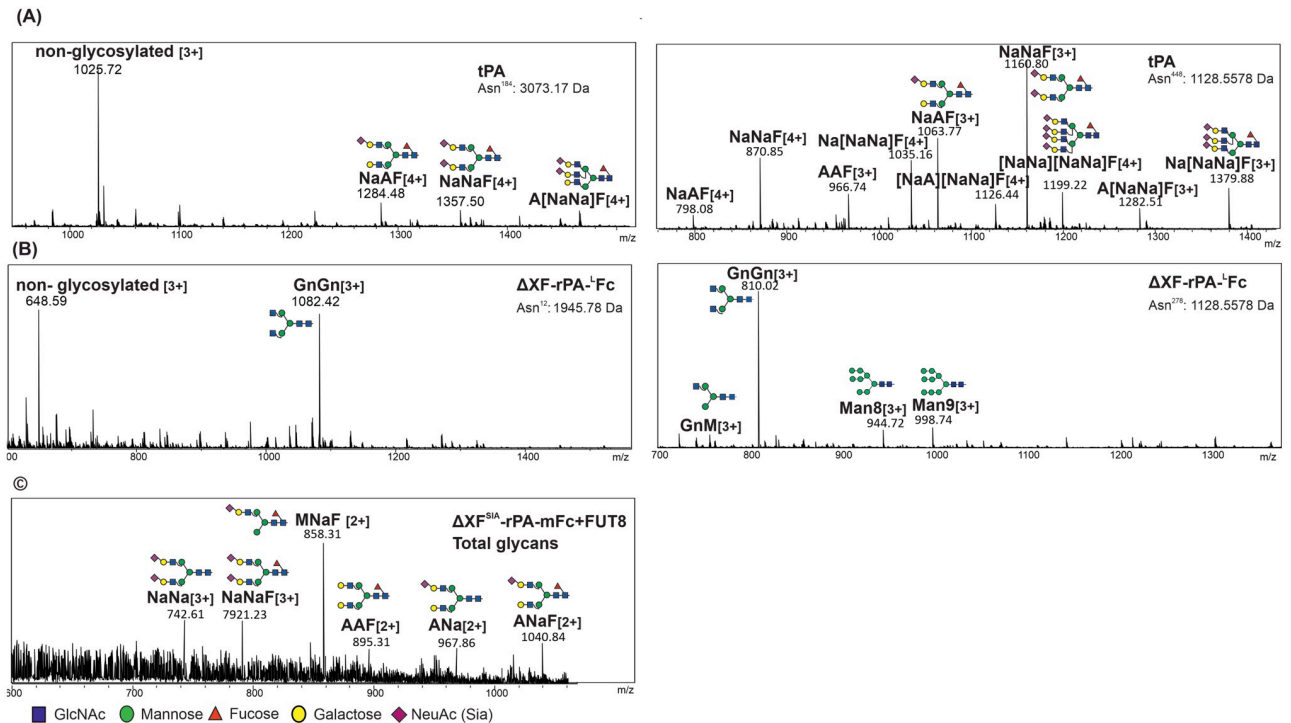 (A)
non-glycosylated [3+]
1025.72
tPA
Asn184: 3073.17 Da
NaAF[4+]
1284.48
NaNaF[4+]
1357.50
A[NaNa]F[4+]
1000 1100 1200 1300 1400 m/z
NaNaF[3+]
1160.80
tPA
Asn448: 1128.5578 Da
NaAF[4+]
798.08
NaNaF[4+]
870.85
AAF[3+]
966.74
Na[NaNa]F[4+]
1035.16
NaAF[3+]
1063.77
[NaA][NaNa]F[4+]
1126.44
[NaNa][NaNa]F[4+]
1199.22
A[NaNa]F[3+]
1282.51
Na[NaNa]F[3+]
1379.88
800 900 1000 1100 1200 1300 1400 m/z
(B)
non- glycosylated [3+]
648.59
GnGn[3+]
1082.42
ΔXF-rPA-LFc
Asn12: 1945.78 Da
00 800 1000 1200 1400 m/z
GnGn[3+]
810.02
ΔXF-rPA-LFc
Asn278: 1128.5578 Da
GnM[3+]
Man8[3+]
944.72
Man9[3+]
998.74
700 800 900 1000 1100 1200 1300 m/z
©
NaNa[3+]
742.61
NaNaF[3+]
7921.23
MNaF [2+]
858.31
AAF[2+]
895.31
ANa[2+]
967.86
ANaF[2+]
1040.84
ΔXFSIA-rPA-mFc+FUT8
Total glycans
600 700 800 900 1000 m/z
GlcNAc Mannose Fucose Galactose NeuAc (Sia)